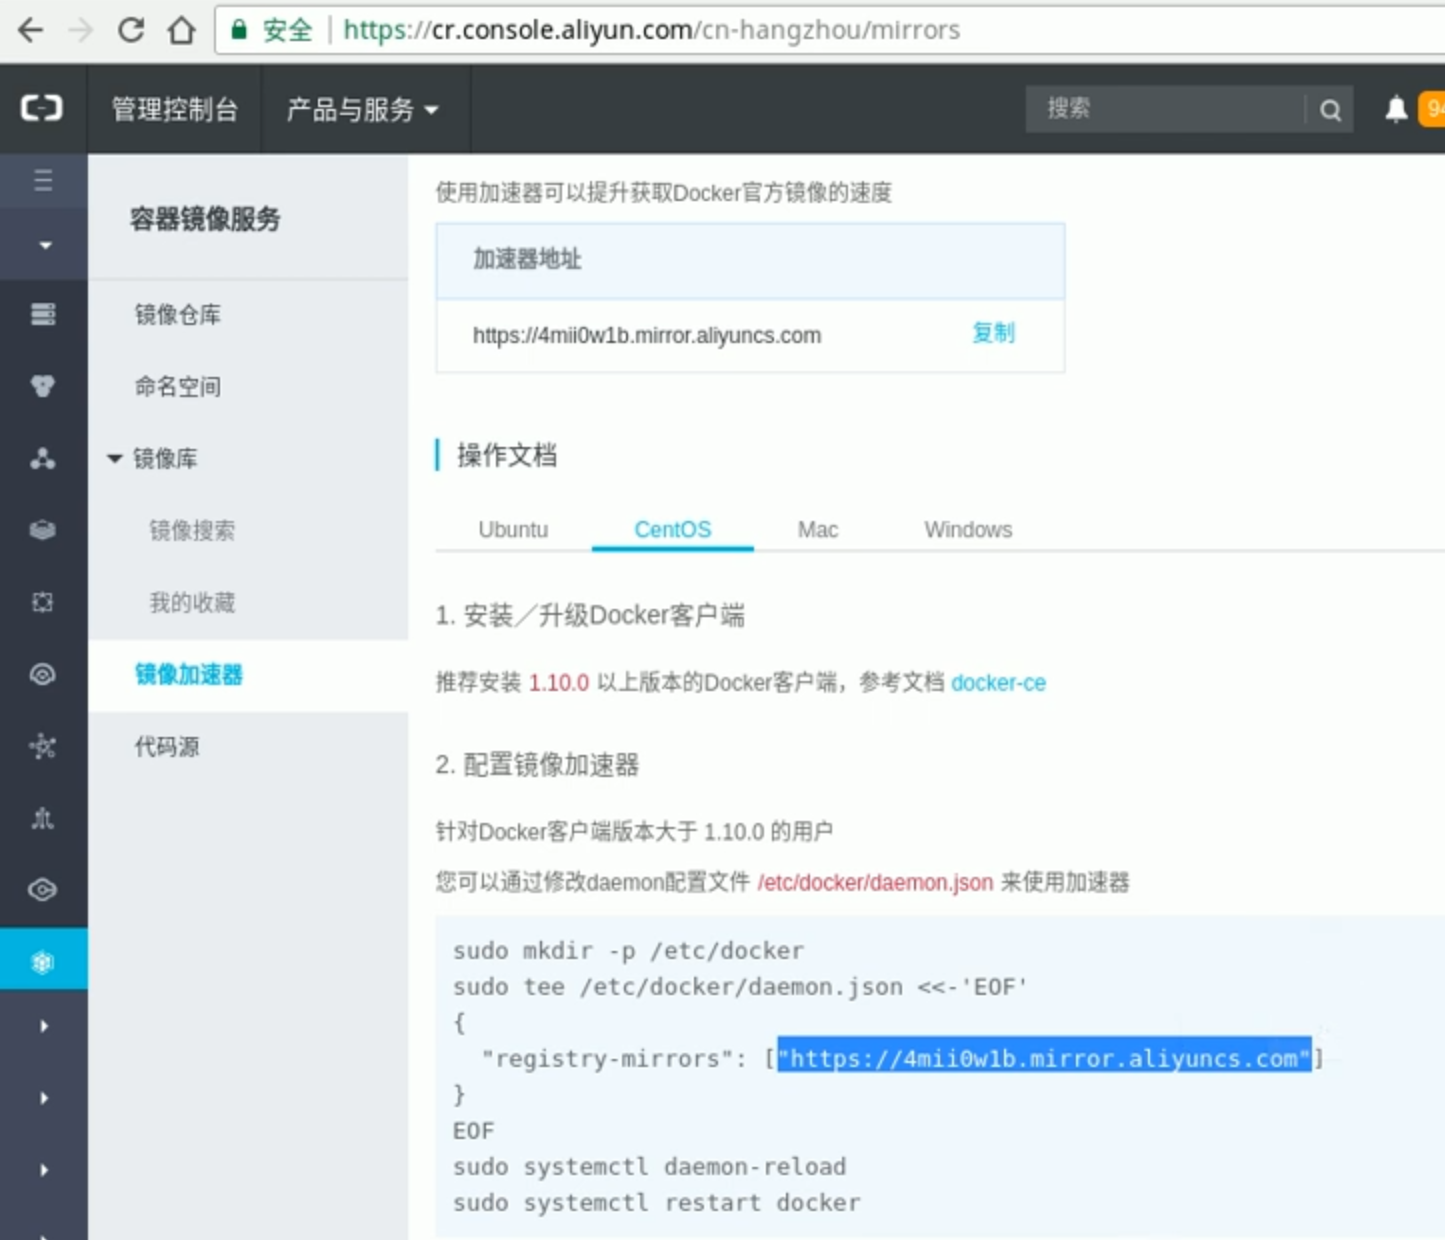 安全 https://cr.console.aliyun.com/cn-hangzhou/mirrors
管理控制台 产品与服务 搜索 94
容器镜像服务
镜像仓库
命名空间
镜像库
镜像搜索
我的收藏
镜像加速器
代码源
使用加速器可以提升获取Docker官方镜像的速度
加速器地址
https://4mii0w1b.mirror.aliyuncs.com 复制
操作文档
Ubuntu CentOS Mac Windows
1. 安装／升级Docker客户端
推荐安装 1.10.0 以上版本的Docker客户端，参考文档 docker-ce
2. 配置镜像加速器
针对Docker客户端版本大于 1.10.0 的用户
您可以通过修改daemon配置文件 /etc/docker/daemon.json 来使用加速器
sudo mkdir -p /etc/docker
sudo tee /etc/docker/daemon.json <<-'EOF'
{
"registry-mirrors": ["https://4mii0w1b.mirror.aliyuncs.com"]
}
EOF
sudo systemctl daemon-reload
sudo systemctl restart docker